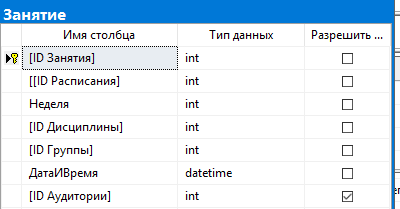 Занятие
Имя столбца Тип данных Разрешить ...
[ID Занятия] int
[[ID Расписания] int
Неделя int
[ID Дисциплины] int
[ID Группы] int
ДатаИВремя datetime
[ID Аудитории] int